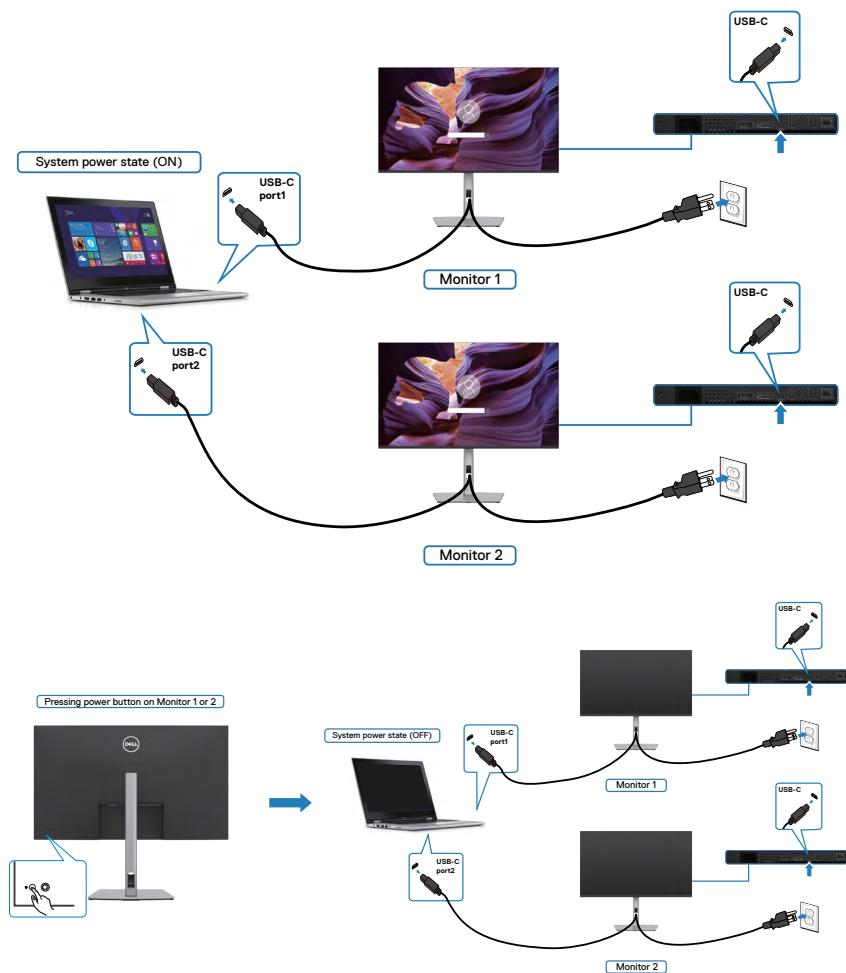 USB-C
System power state (ON)
USB-C
port1
Monitor 1
USB-C
USB-C
port2
Monitor 2
USB-C
Pressing power button on Monitor 1 or 2
DELL
System power state (OFF)
USB-C
port1
Monitor 1
USB-C
USB-C
port2
Monitor 2